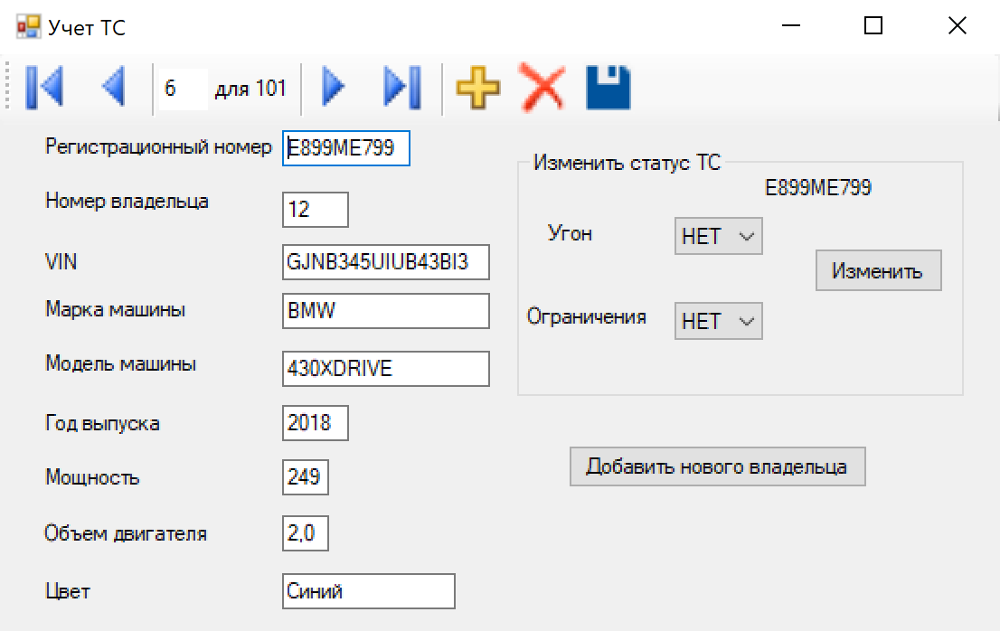 Учет ТС
6 для 101
Регистрационный номер E899ME799
Номер владельца 12
VIN GJNB345UIUB43BI3
Марка машины BMW
Модель машины 430XDRIVE
Год выпуска 2018
Мощность 249
Объем двигателя 2,0
Цвет Синий
Изменить статус ТС
E899ME799
Угон НЕТ
Изменить
Ограничения НЕТ
Добавить нового владельца